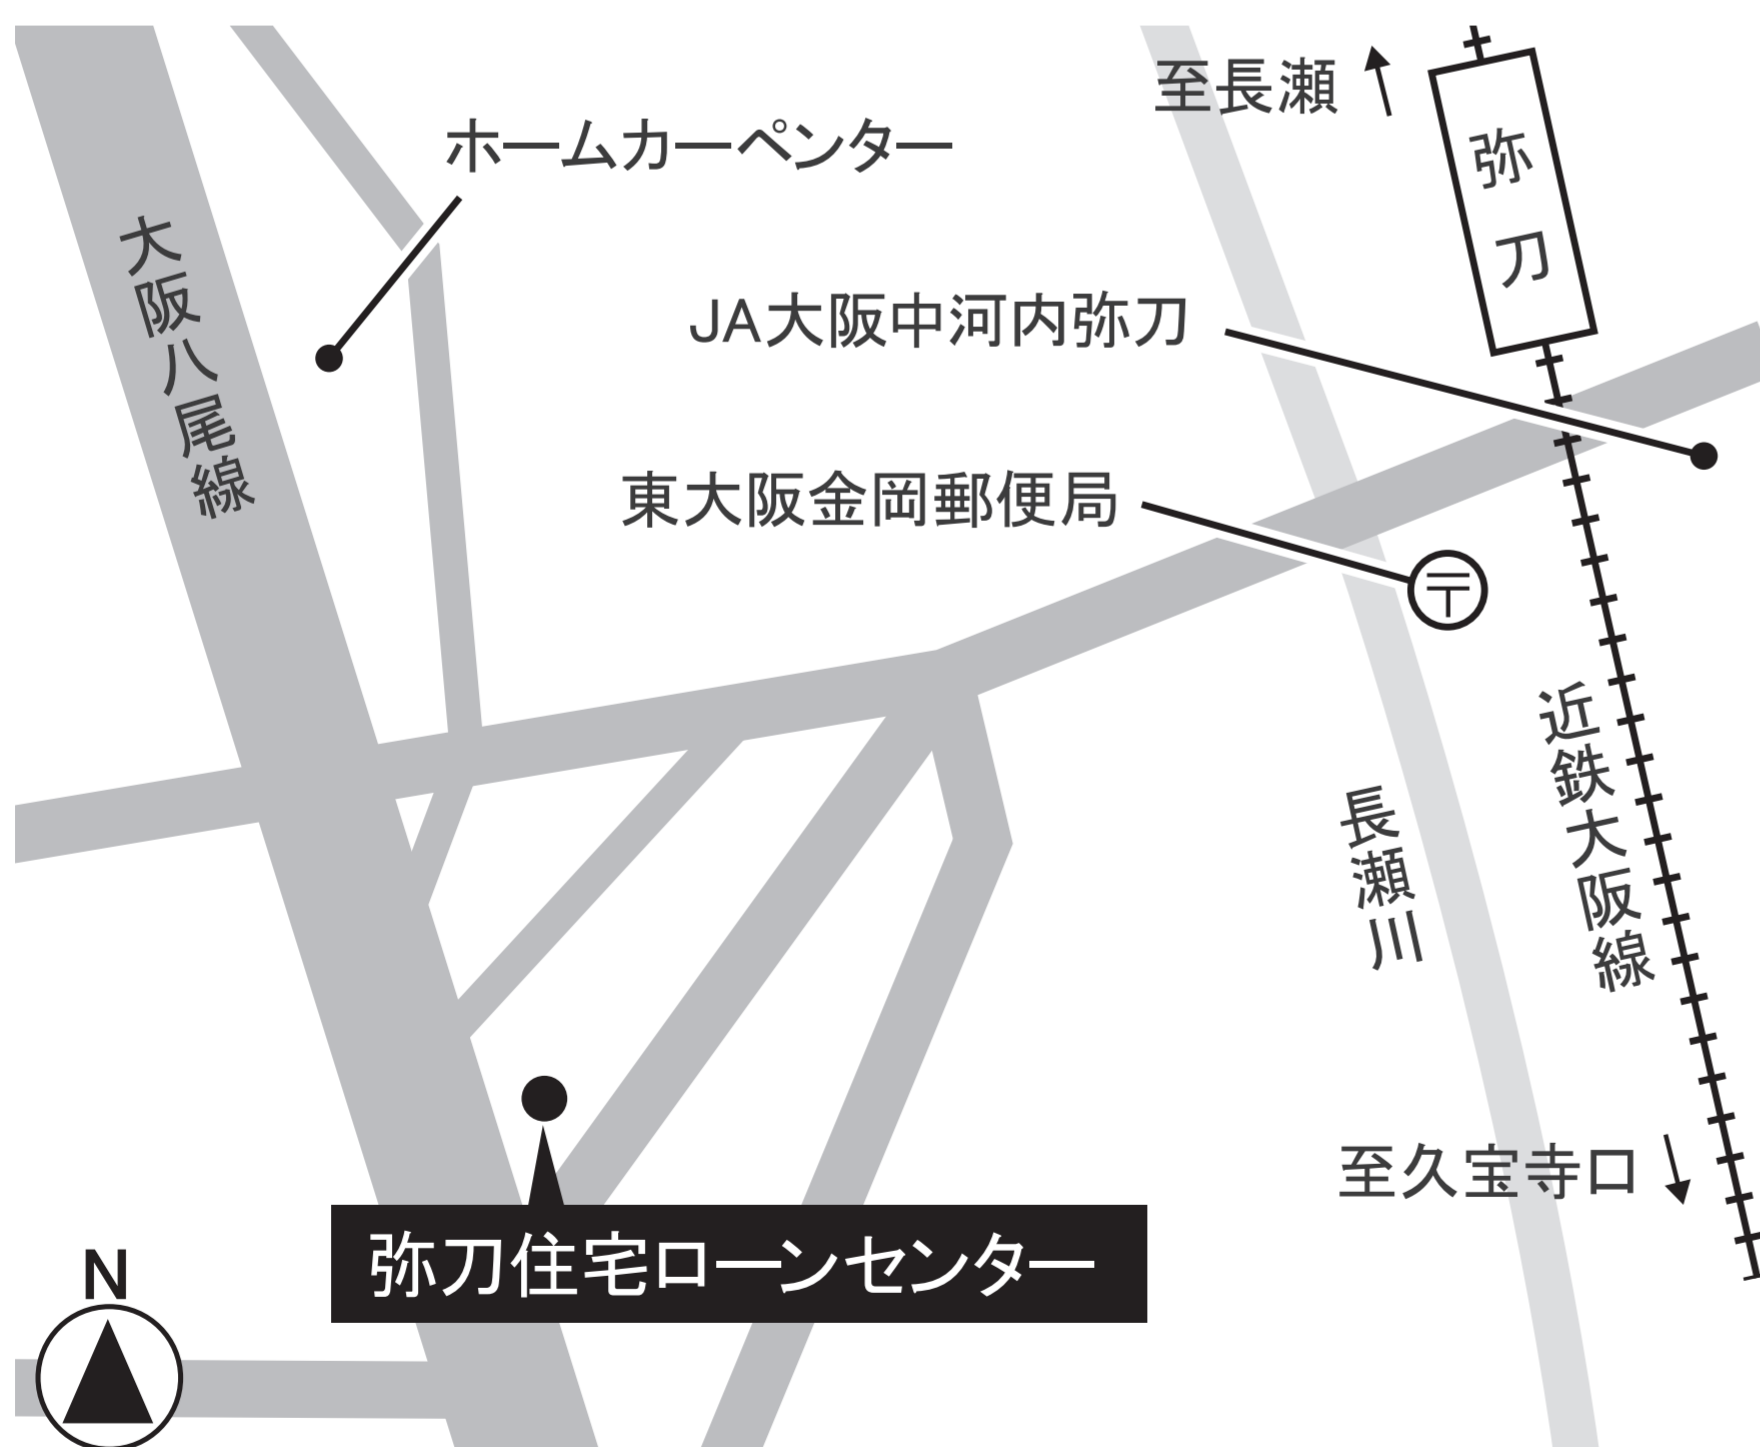 至長瀬
弥刀
ホームカーペンター
大阪八尾線
JA大阪中河内弥刀
東大阪金岡郵便局
〒
近鉄大阪線
長瀬川
至久宝寺口
弥刀住宅ローンセンター
N